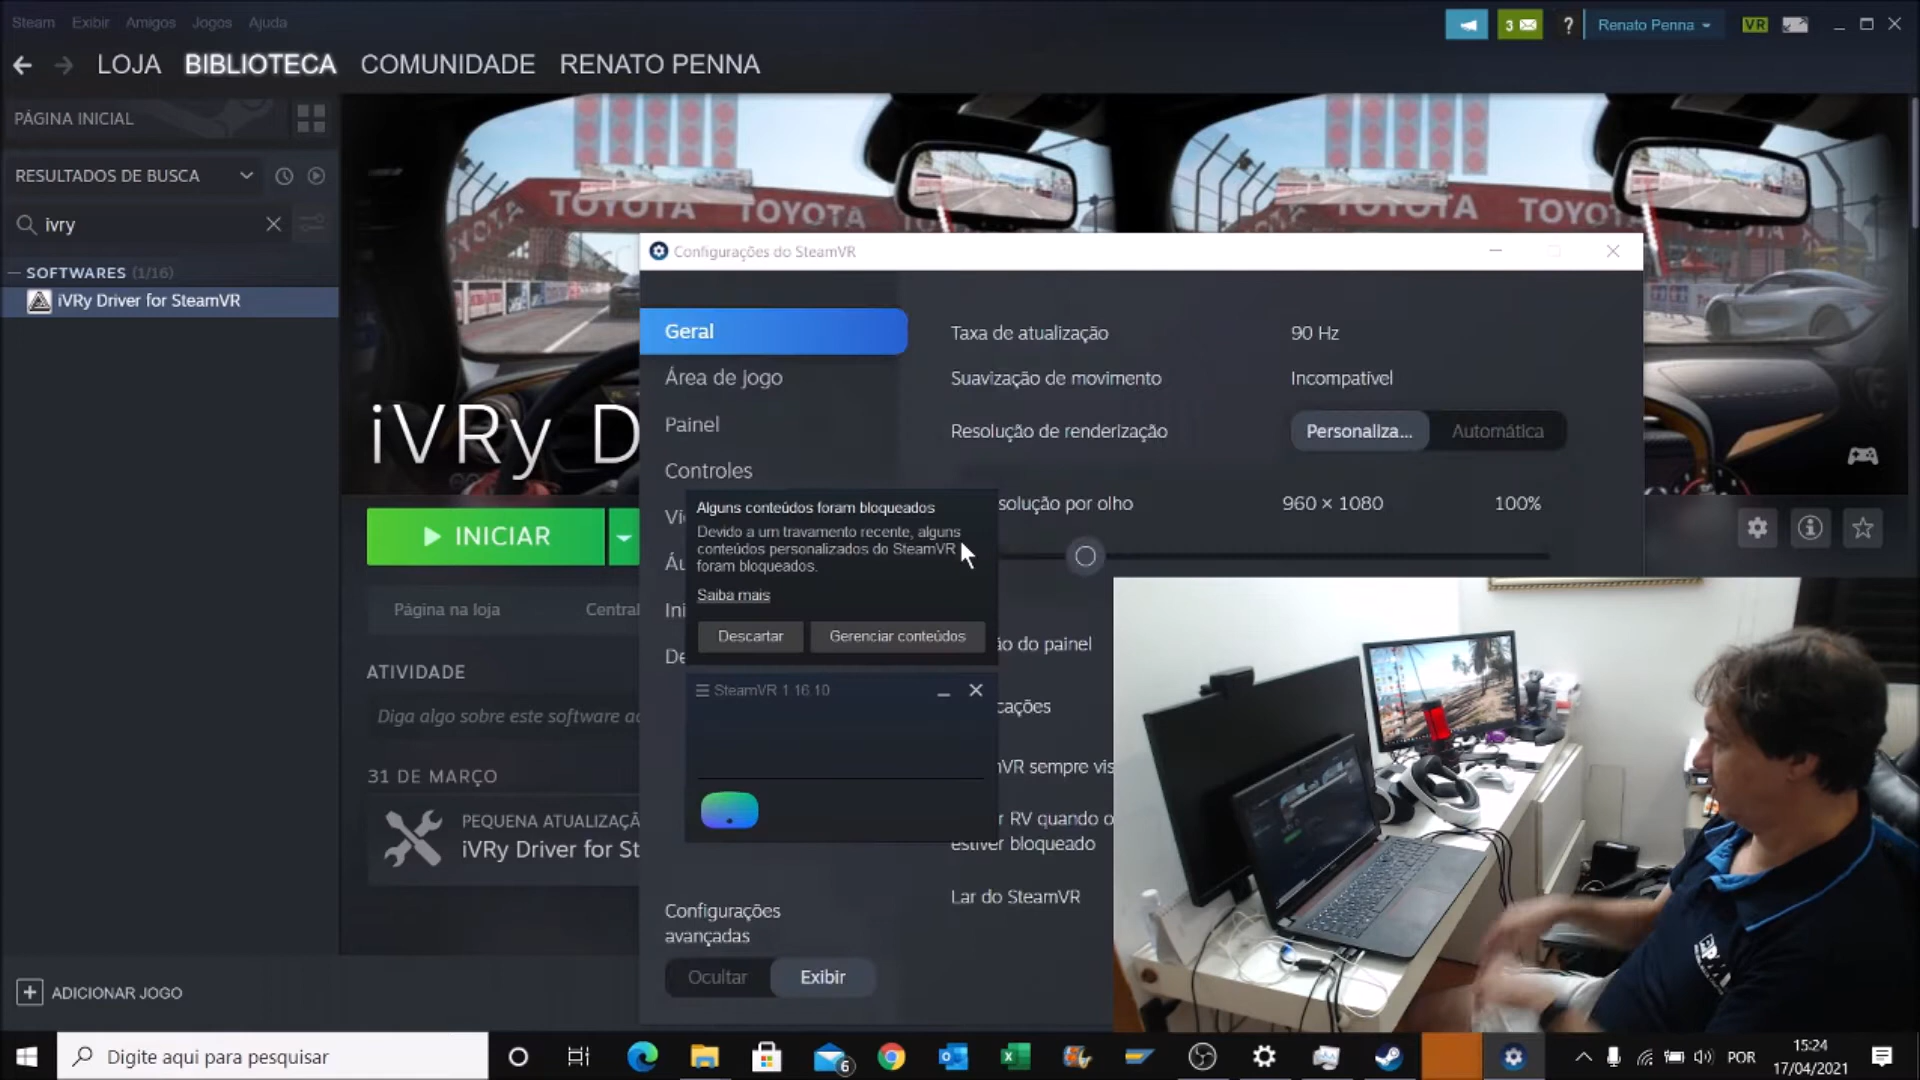 Steam Exibir Amigos Jogos Ajuda
3
?
Renato Penna
VR
LOJA BIBLIOTECA COMUNIDADE RENATO PENNA
PÁGINA INICIAL
RESULTADOS DE BUSCA
ivry
SOFTWARES (1/16)
iVRy Driver for SteamVR
ADICIONAR JOGO
TOYOTA TOYOTA
TOYOTA
iVRy D
INICIAR
Página na loja
Central
ATIVIDADE
Diga algo sobre este software
31 DE MARÇO
PEQUENA ATUALIZAÇÃ
iVRy Driver for St
Configurações do SteamVR
Geral
Área de jogo
Painel
Controles
Configurações
avançadas
Ocultar
Exibir
Taxa de atualização
90 Hz
Suavização de movimento
Incompatível
Resolução de renderização
Personaliza...
Automática
solução por olho
960 × 1080
100%
ão do painel
cações
VR sempre vis
r RV quando o
estiver bloqueado
Lar do SteamVR
Alguns conteúdos foram bloqueados
Devido a um travamento recente, alguns
conteúdos personalizados do SteamVR
foram bloqueados.
Saiba mais
Descartar
Gerenciar conteúdos
SteamVR 1.16.10
Digite aqui para pesquisar
6
POR
15:24
17/04/2021